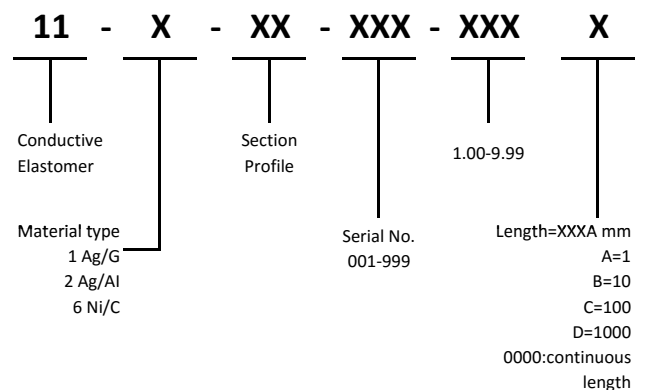 11 - X - XX - XXX - XXX X
Conductive
Elastomer
Section
Profile
1.00-9.99
Material type
1 Ag/G
2 Ag/Al
6 Ni/C
Serial No.
001-999
Length=XXXA mm
A=1
B=10
C=100
D=1000
0000:continuous
length